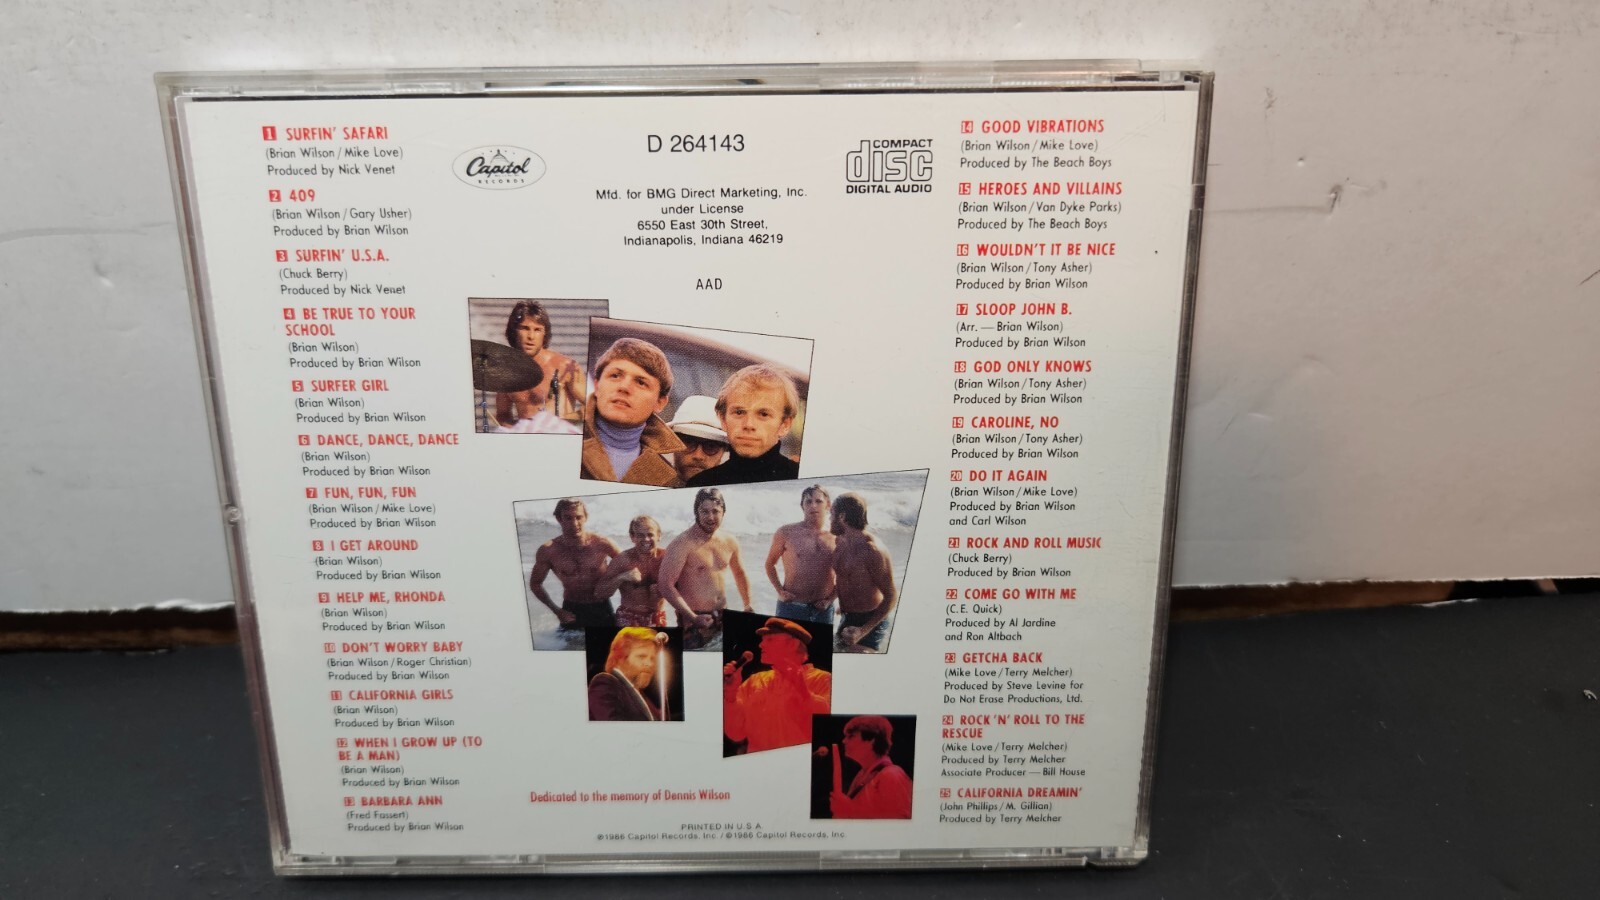 1 SURFIN' SAFARI
(Brian Wilson / Mike Love)
Produced by Nick Venet
2 409
(Brian Wilson / Gary Usher)
Produced by Brian Wilson
3 SURFIN' U.S.A.
(Chuck Berry)
Produced by Nick Venet
4 BE TRUE TO YOUR
SCHOOL
(Brian Wilson)
Produced by Brian Wilson
5 SURFER GIRL
(Brian Wilson)
Produced by Brian Wilson
6 DANCE, DANCE, DANCE
(Brian Wilson)
Produced by Brian Wilson
7 FUN, FUN, FUN
(Brian Wilson / Mike Love)
Produced by Brian Wilson
8 I GET AROUND
(Brian Wilson)
Produced by Brian Wilson
9 HELP ME, RHONDA
(Brian Wilson)
Produced by Brian Wilson
10 DON'T WORRY BABY
(Brian Wilson / Roger Christian)
Produced by Brian Wilson
11 CALIFORNIA GIRLS
(Brian Wilson)
Produced by Brian Wilson
12 WHEN I GROW UP (TO
BE A MAN)
(Brian Wilson)
Produced by Brian Wilson
13 BARBARA ANN
(Fred Fassert)
Produced by Brian Wilson
Capitol
RECORDS
D 264143
Mfd. for BMG Direct Marketing, Inc.
under License
6550 East 30th Street,
Indianapolis, Indiana 46219
AAD
COMPACT
disc
DIGITAL AUDIO
Dedicated to the memory of Dennis Wilson
PRINTED IN U.S.A.
℗1986 Capitol Records, Inc. / ©1986 Capitol Records, Inc.
14 GOOD VIBRATIONS
(Brian Wilson / Mike Love)
Produced by The Beach Boys
15 HEROES AND VILLAINS
(Brian Wilson / Van Dyke Parks)
Produced by The Beach Boys
16 WOULDN'T IT BE NICE
(Brian Wilson / Tony Asher)
Produced by Brian Wilson
17 SLOOP JOHN B.
(Arr. — Brian Wilson)
Produced by Brian Wilson
18 GOD ONLY KNOWS
(Brian Wilson / Tony Asher)
Produced by Brian Wilson
19 CAROLINE, NO
(Brian Wilson / Tony Asher)
Produced by Brian Wilson
20 DO IT AGAIN
(Brian Wilson / Mike Love)
Produced by Brian Wilson
and Carl Wilson
21 ROCK AND ROLL MUSIC
(Chuck Berry)
Produced by Brian Wilson
22 COME GO WITH ME
(C.E. Quick)
Produced by Al Jardine
and Ron Altbach
23 GETCHA BACK
(Mike Love / Terry Melcher)
Produced by Steve Levine for
Do Not Erase Productions, Ltd.
24 ROCK 'N' ROLL TO THE
RESCUE
(Mike Love / Terry Melcher)
Produced by Terry Melcher
Associate Producer — Bill House
25 CALIFORNIA DREAMIN'
(John Phillips / M. Gillian)
Produced by Terry Melcher